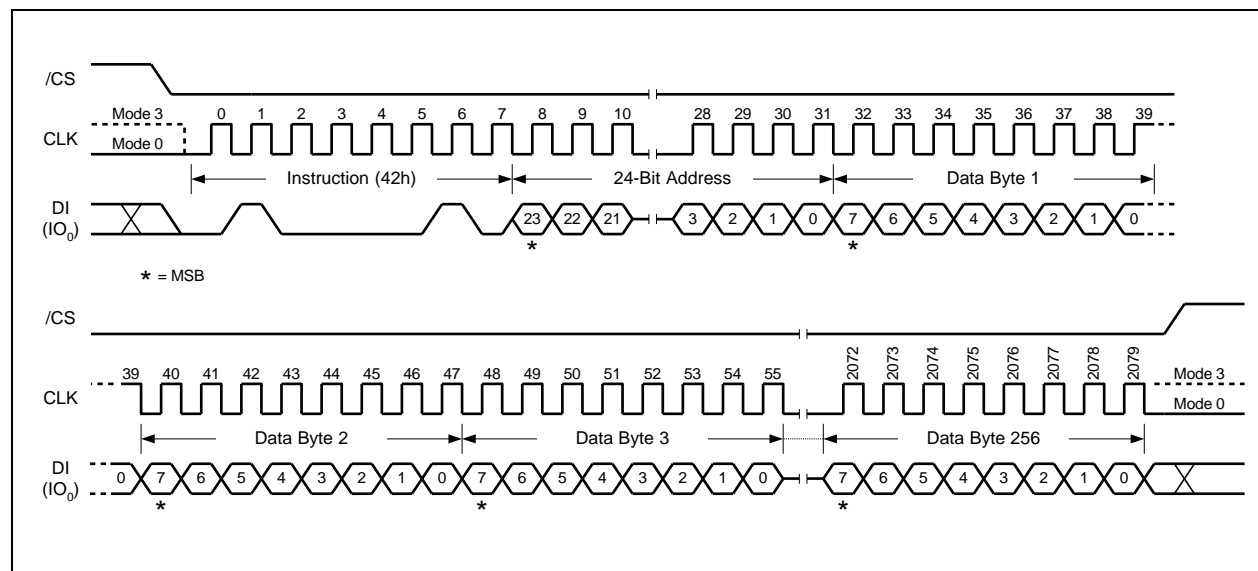 /CS
Mode 3 0 1 2 3 4 5 6 7 8 9 10 28 29 30 31 32 33 34 35 36 37 38 39
CLK
Mode 0
Instruction (42h) 24-Bit Address Data Byte 1
DI
(IO0)
23 22 21 3 2 1 0 7 6 5 4 3 2 1 0
* *
* = MSB
/CS
39 40 41 42 43 44 45 46 47 48 49 50 51 52 53 54 55 2072 2073 2074 2075 2076 2077 2078 2079
Mode 3
CLK
Mode 0
Data Byte 2 Data Byte 3 Data Byte 256
DI
(IO0)
0 7 6 5 4 3 2 1 0 7 6 5 4 3 2 1 0 7 6 5 4 3 2 1 0
* * *